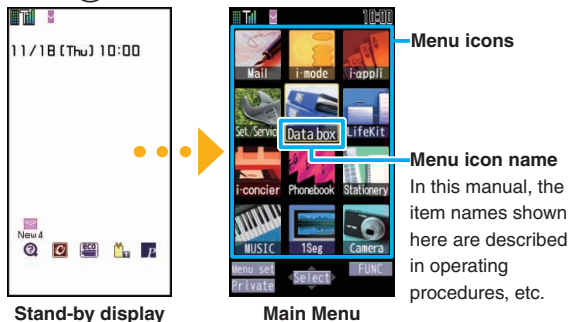 11/18 [Thu] 10:00
New 4
Stand-by display
10:00
Mail i-mode i-αppli
Set./Service Data box LifeKit
i-concier Phonebook Stationery
MUSIC 1Seg Camera
Menu set Select FUNC
Private
Main Menu
Menu icons
Menu icon name
In this manual, the
item names shown
here are described
in operating
procedures, etc.